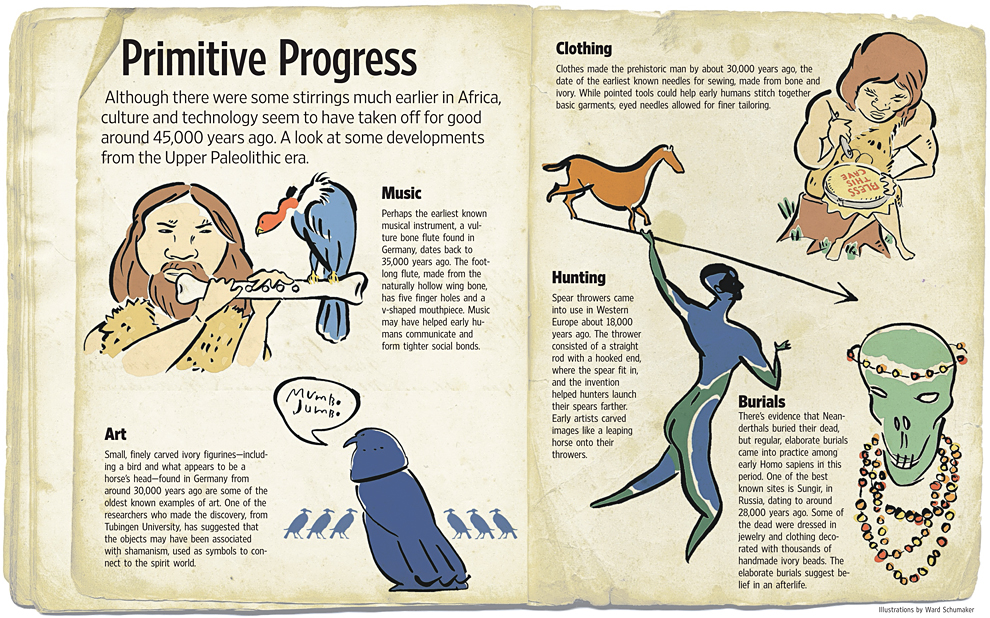 Primitive Progress
Although there were some stirrings much earlier in Africa,
culture and technology seem to have taken off for good
around 45,000 years ago. A look at some developments
from the Upper Paleolithic era.
Music
Perhaps the earliest known
musical instrument, a vul-
ture bone flute found in
Germany, dates back to
35,000 years ago. The foot-
long flute, made from the
naturally hollow wing bone,
has five finger holes and a
v-shaped mouthpiece. Music
may have helped early hu-
mans communicate and
form tighter social bonds.
Art
Small, finely carved ivory figurines—includ-
ing a bird and what appears to be a
horse's head—found in Germany from
around 30,000 years ago are some of the
oldest known examples of art. One of the
researchers who made the discovery, from
Tubingen University, has suggested that
the objects may have been associated
with shamanism, used as symbols to con-
nect to the spirit world.
Mumbo
Jumbo
Clothing
Clothes made the prehistoric man by about 30,000 years ago, the
date of the earliest known needles for sewing, made from bone and
ivory. While pointed tools could help early humans stitch together
basic garments, eyed needles allowed for finer tailoring.
BLESS
THIS
CAVE
Hunting
Spear throwers came
into use in Western
Europe about 18,000
years ago. The thrower
consisted of a straight
rod with a hooked end,
where the spear fit in,
and the invention
helped hunters launch
their spears farther.
Early artists carved
images like a leaping
horse onto their
throwers.
Burials
There's evidence that Nean-
derthals buried their dead,
but regular, elaborate burials
came into practice among
early Homo sapiens in this
period. One of the best
known sites is Sungir, in
Russia, dating to around
28,000 years ago. Some of
the dead were dressed in
jewelry and clothing deco-
rated with thousands of
handmade ivory beads. The
elaborate burials suggest be-
lief in an afterlife.
Illustrations by Ward Schumaker